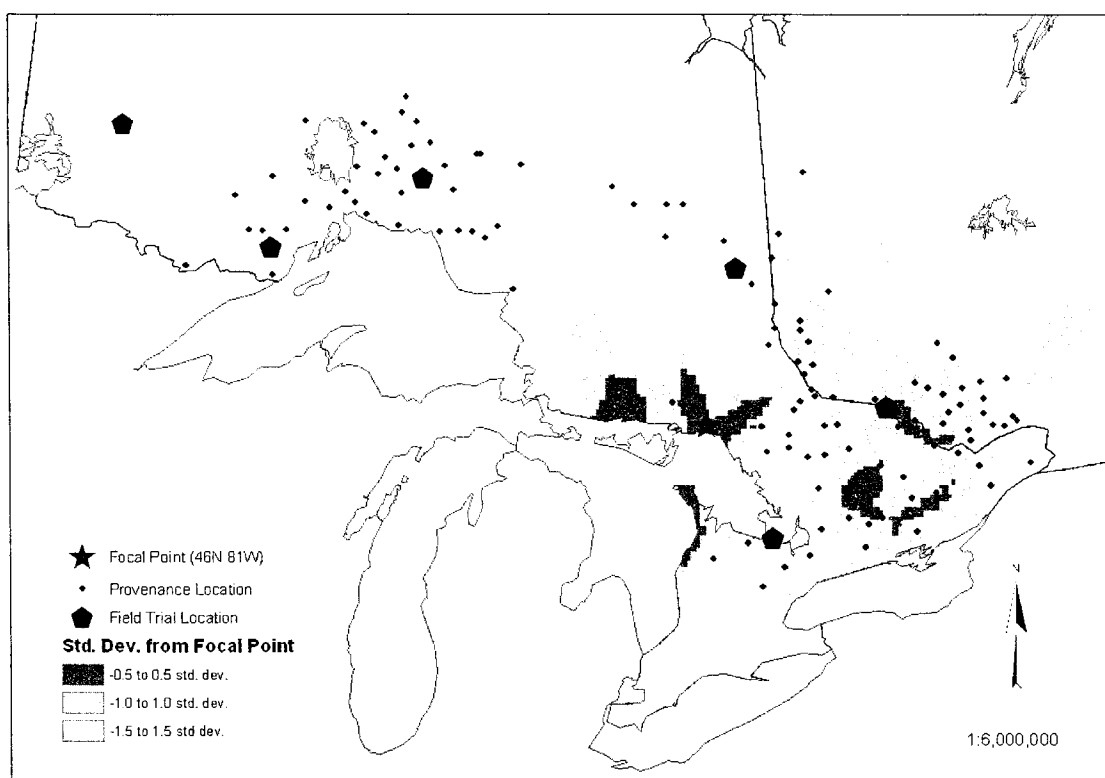 Focal Point (46N 81W)
Provenance Location
Field Trial Location
Std. Dev. from Focal Point
-0.5 to 0.5 std. dev.
-1.0 to 1.0 std. dev.
-1.5 to 1.5 std. dev.
N
1:6,000,000